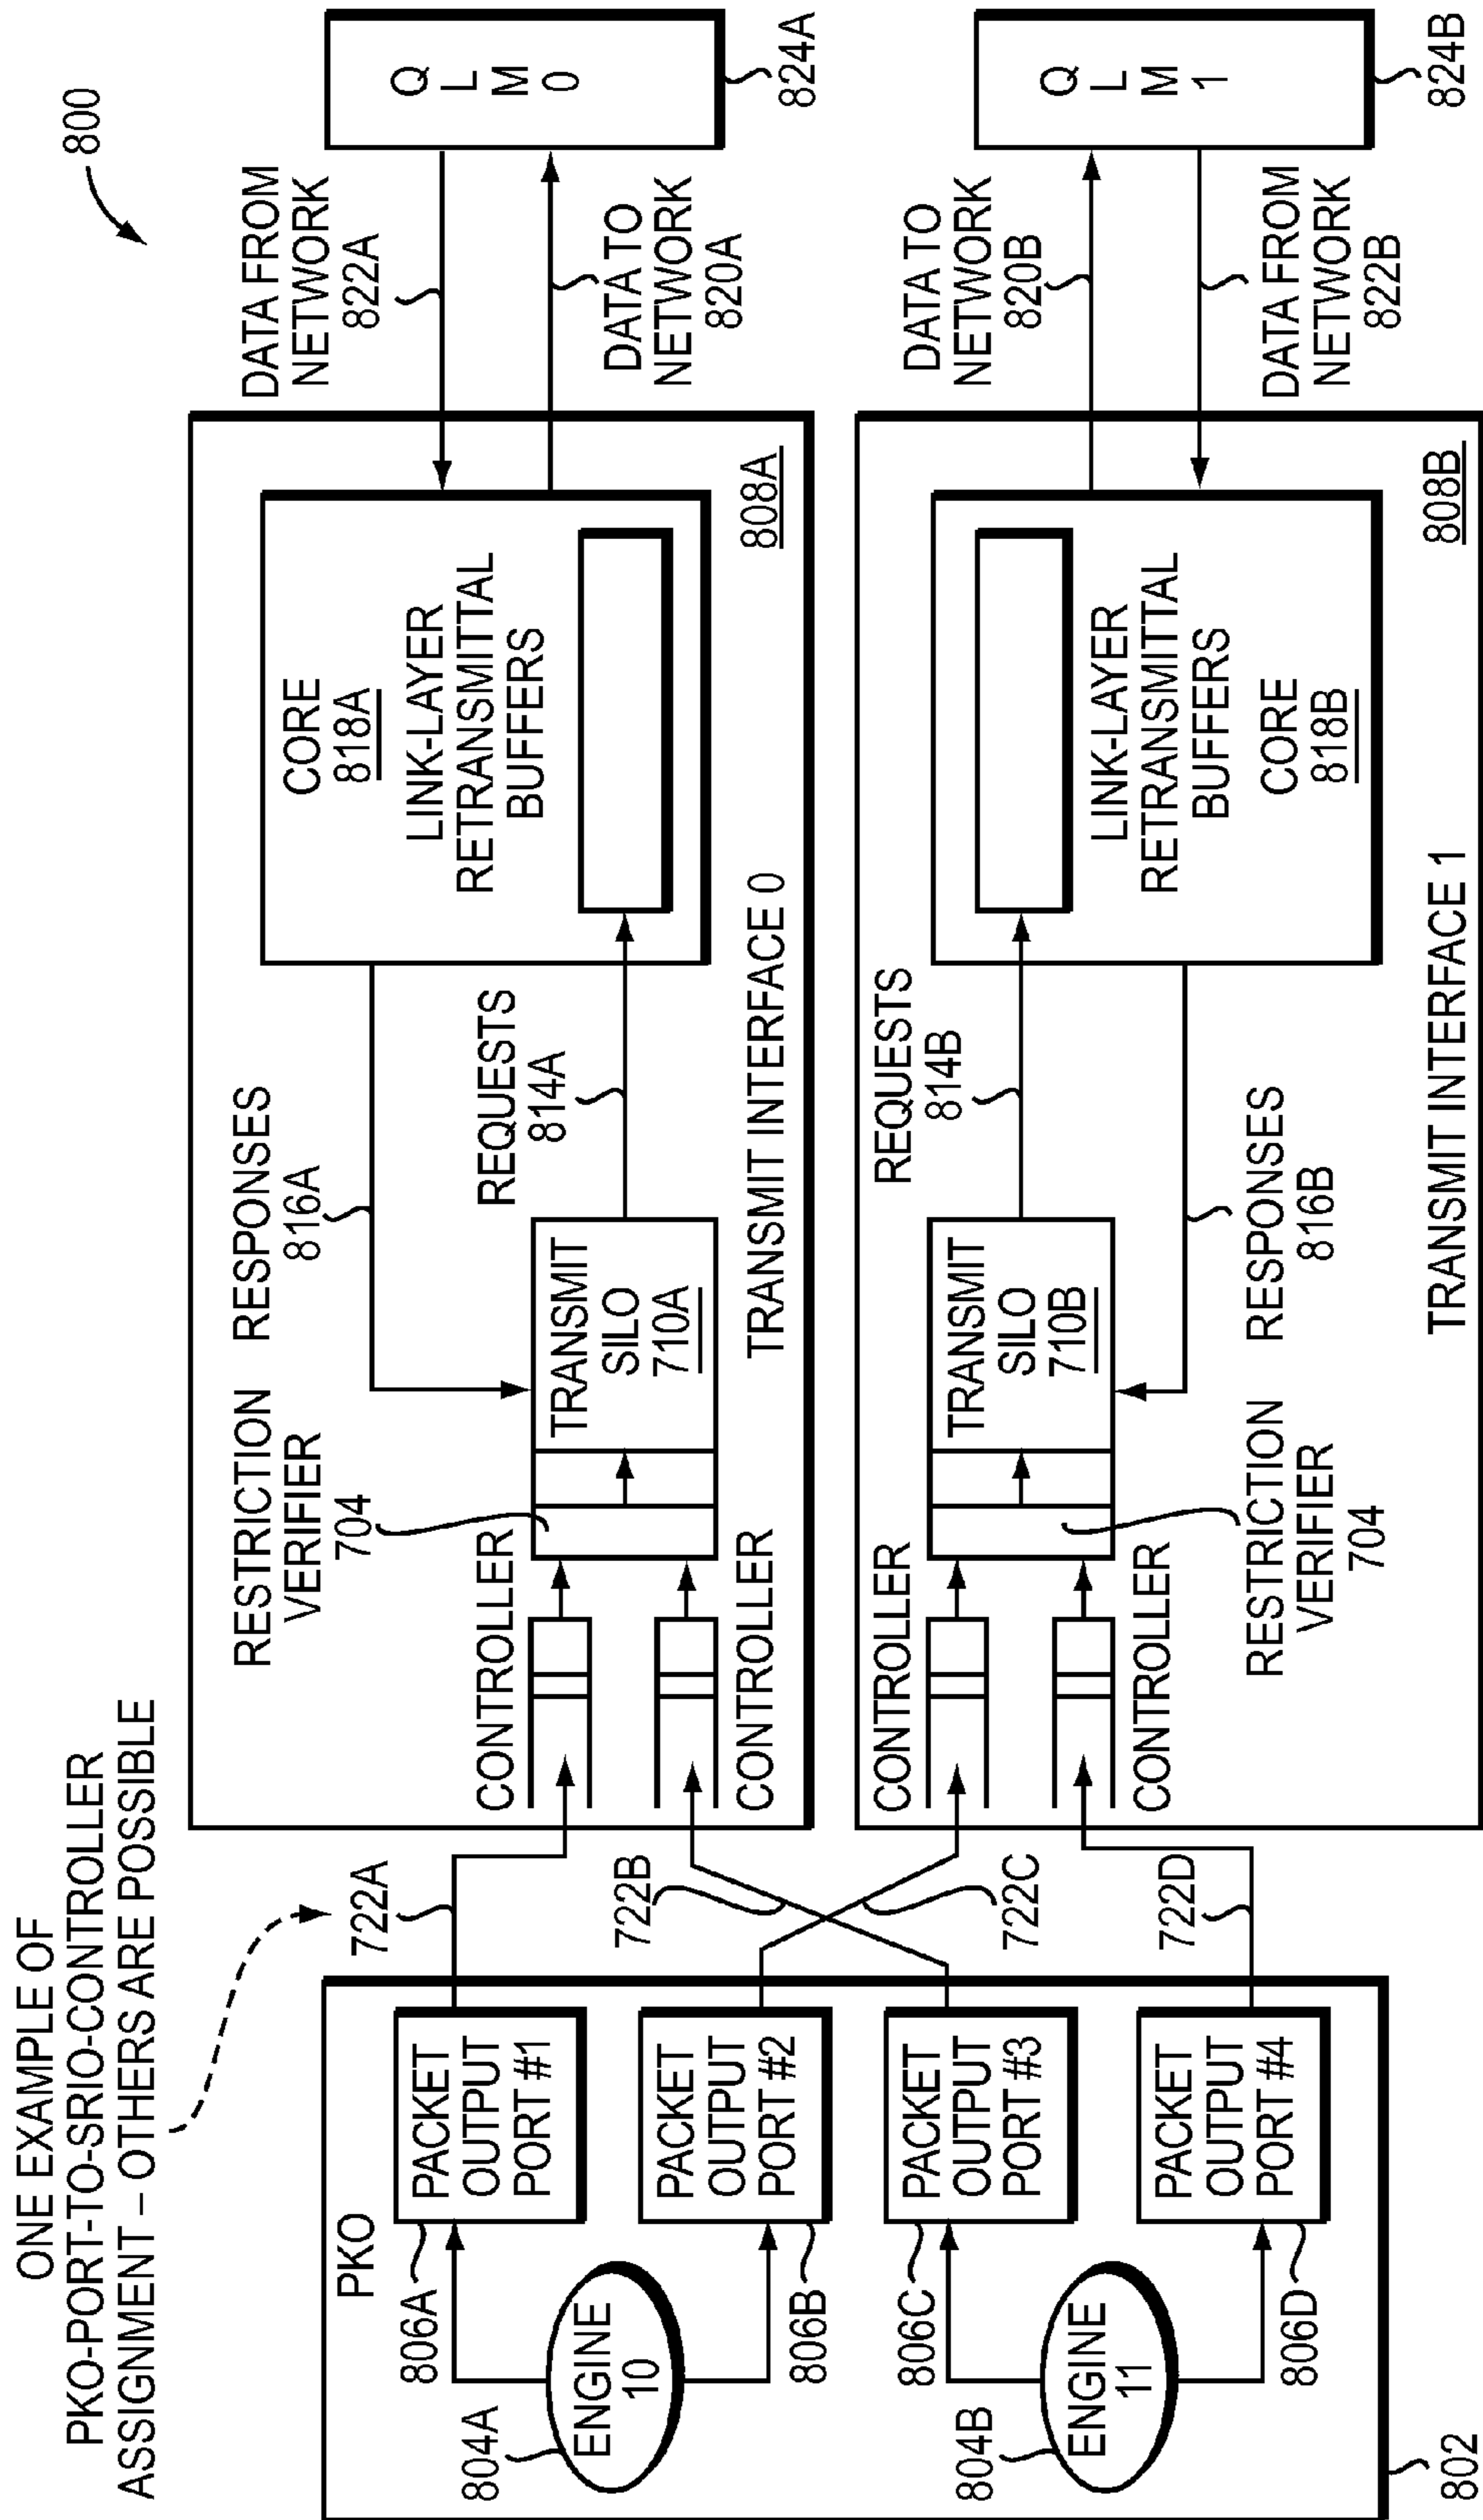 800
ONE EXAMPLE OF
PKO-PORT-TO-SRIO-CONTROLLER
ASSIGNMENT – OTHERS ARE POSSIBLE
PKO
804A
ENGINE
10
804B
ENGINE
11
806A
PACKET
OUTPUT
PORT #1
806B
PACKET
OUTPUT
PORT #2
806C
PACKET
OUTPUT
PORT #3
806D
PACKET
OUTPUT
PORT #4
802
722A
722B
722C
722D
RESTRICTION
VERIFIER
704
CONTROLLER
CONTROLLER
RESPONSES
816A
REQUESTS
814A
TRANSMIT
SILO
710A
TRANSMIT INTERFACE 0
CORE
818A
LINK-LAYER
RETRANSMITTAL
BUFFERS
808A
DATA FROM
NETWORK
822A
DATA TO
NETWORK
820A
QLM0
824A
CONTROLLER
CONTROLLER
RESTRICTION
VERIFIER
704
REQUESTS
814B
TRANSMIT
SILO
710B
RESPONSES
816B
TRANSMIT INTERFACE 1
LINK-LAYER
RETRANSMITTAL
BUFFERS
CORE
818B
808B
DATA TO
NETWORK
820B
DATA FROM
NETWORK
822B
QLM1
824B